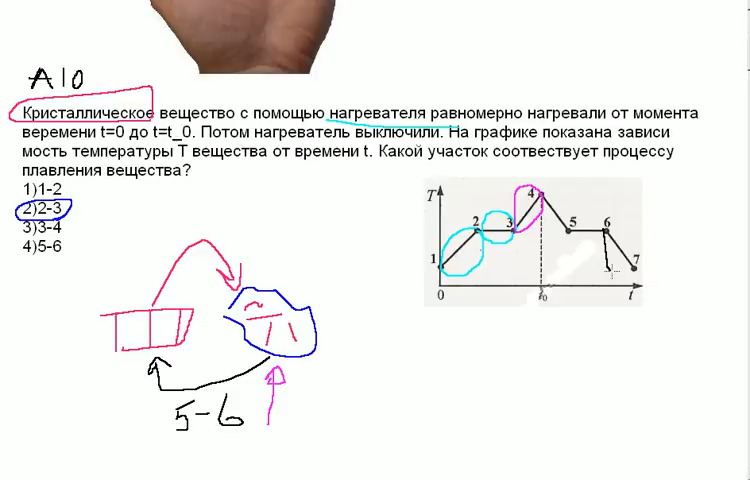 А10
Кристаллическое вещество с помощью нагревателя равномерно нагревали от момента
веремени t=0 до t=t_0. Потом нагреватель выключили. На графике показана зависи
мость температуры T вещества от времени t. Какой участок соотвествует процессу
плавления вещества?
1)1-2
2)2-3
3)3-4
4)5-6
T
4
2
3
5
6
1
7
0
t₀
t
5-6